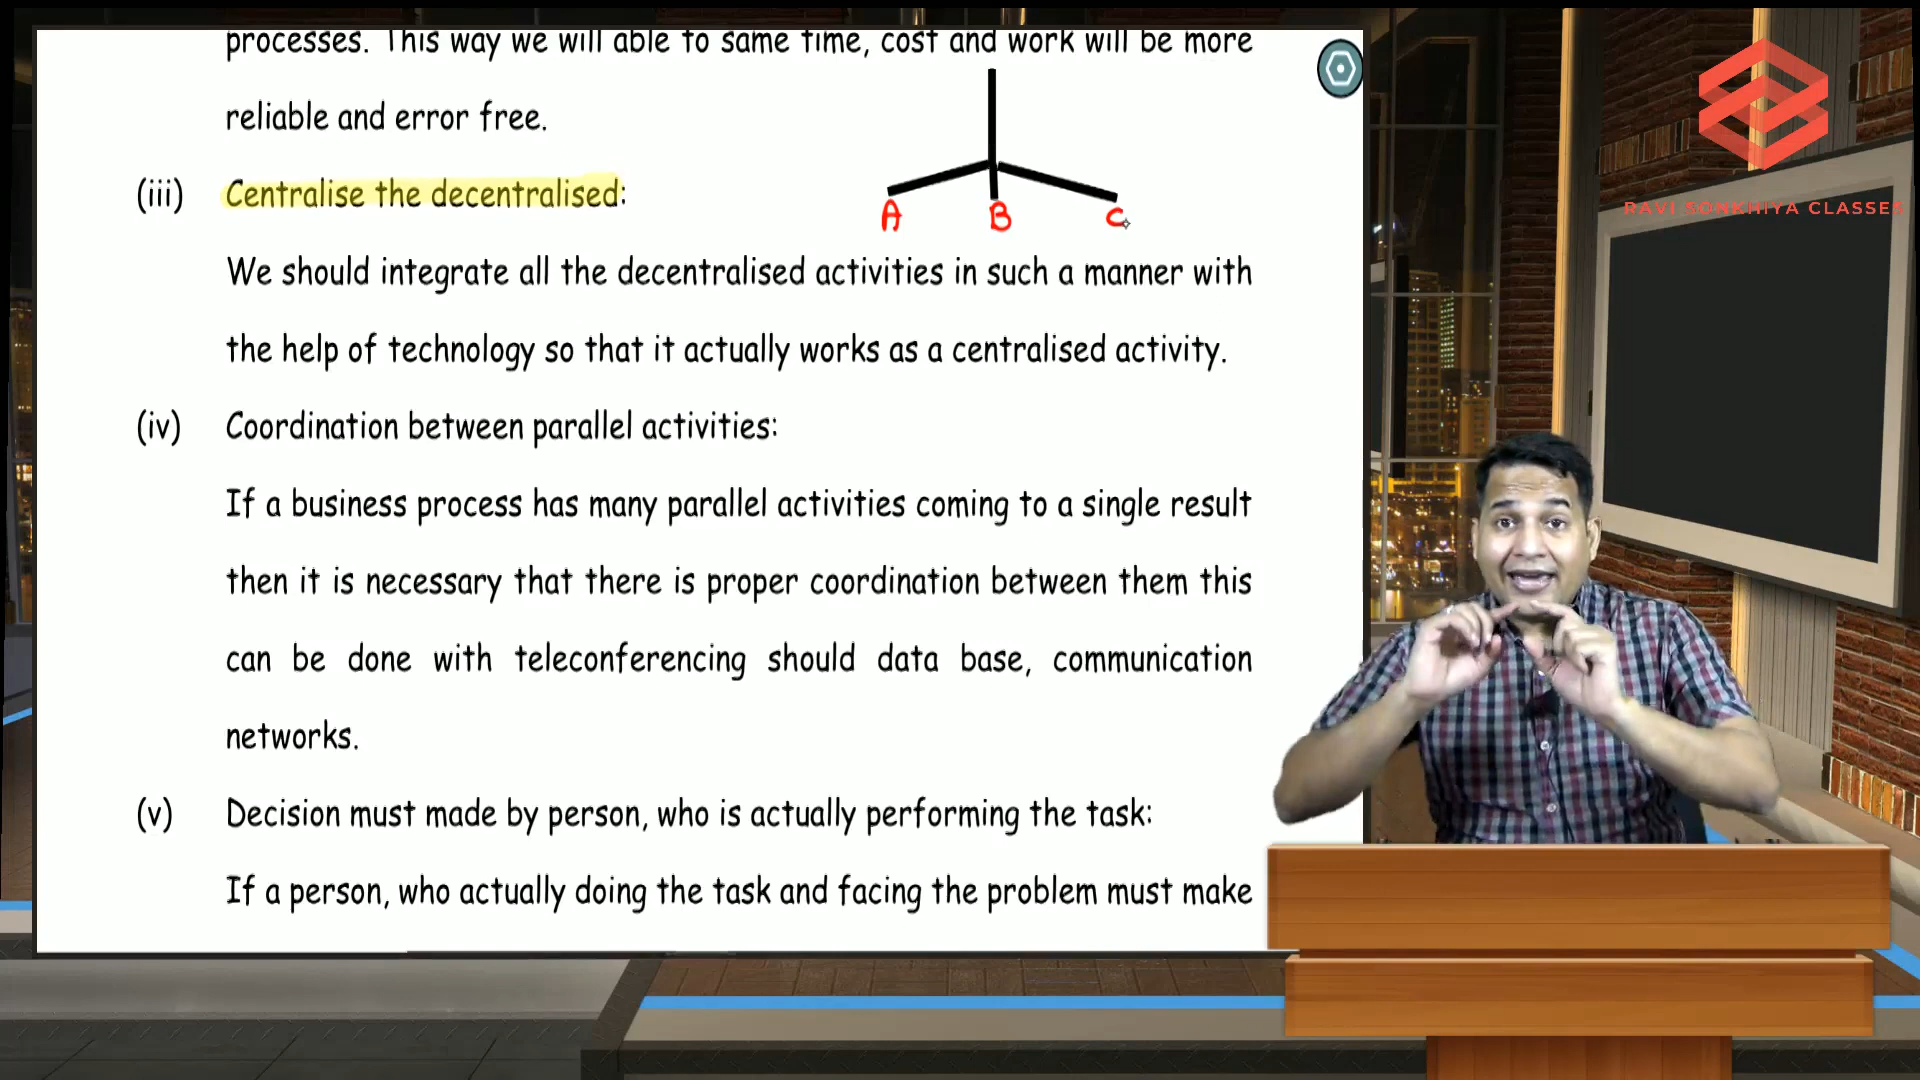 processes. This way we will able to same time, cost and work will be more
reliable and error free.
(iii) Centralise the decentralised:
A B C
We should integrate all the decentralised activities in such a manner with
the help of technology so that it actually works as a centralised activity.
(iv) Coordination between parallel activities:
If a business process has many parallel activities coming to a single result
then it is necessary that there is proper coordination between them this
can be done with teleconferencing should data base, communication
networks.
(v) Decision must made by person, who is actually performing the task:
If a person, who actually doing the task and facing the problem must make
RAVI SONKHIYA CLASSES